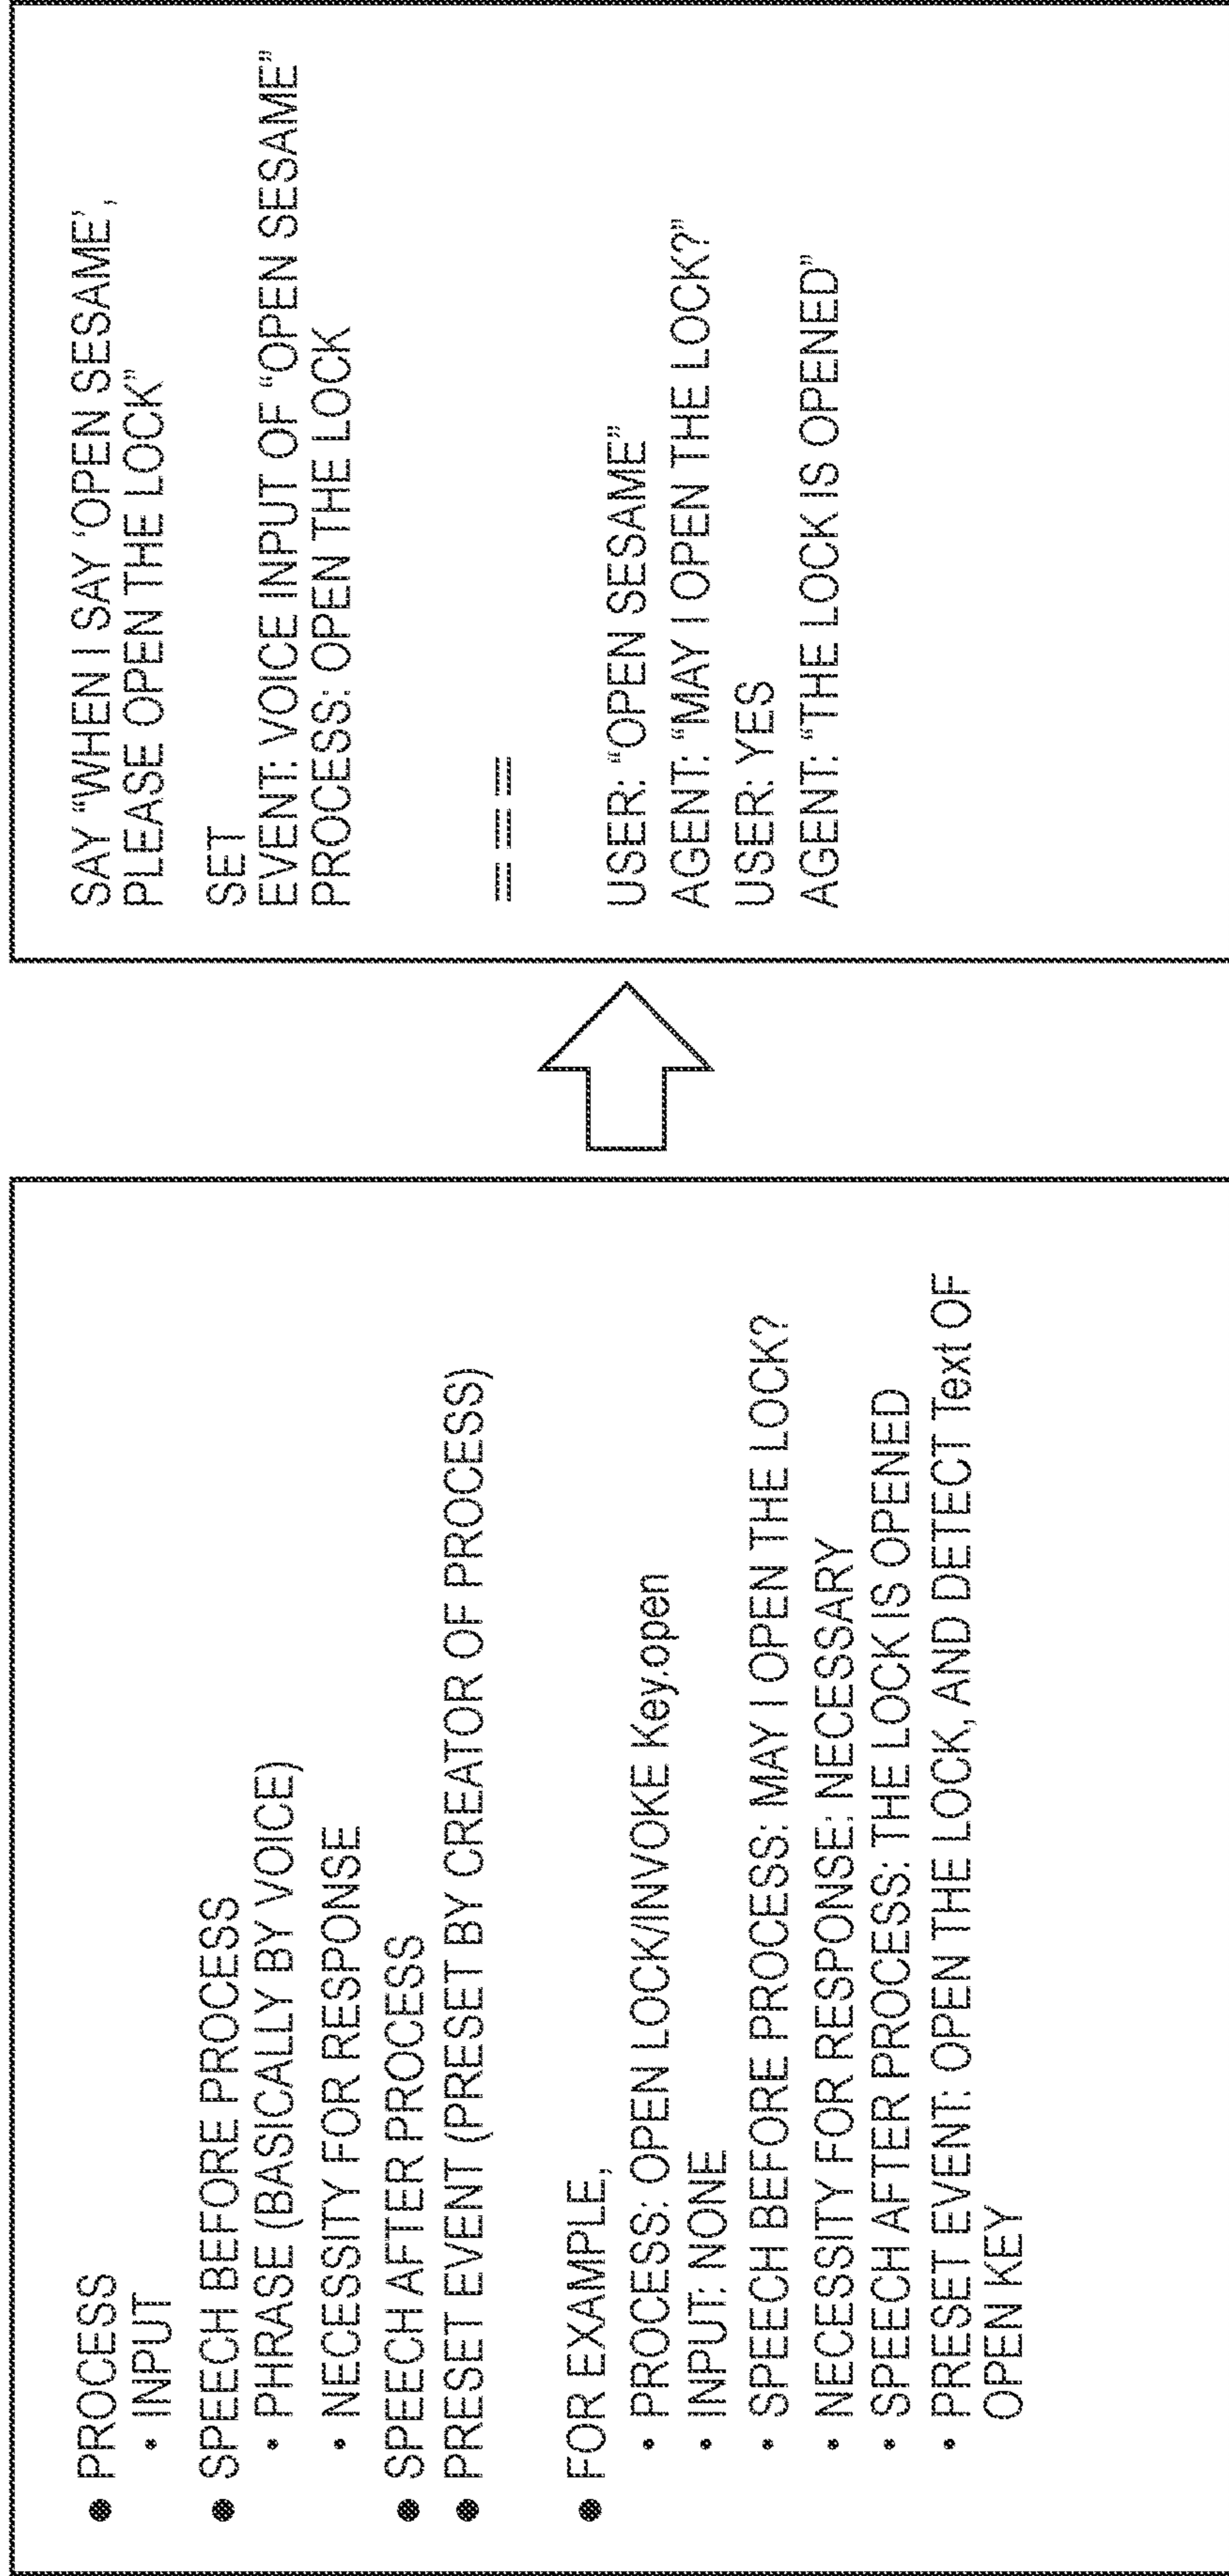 ● PROCESS
• INPUT
● SPEECH BEFORE PROCESS
• PHRASE (BASICALLY BY VOICE)
• NECESSITY FOR RESPONSE
● SPEECH AFTER PROCESS
● PRESET EVENT (PRESET BY CREATOR OF PROCESS)
● FOR EXAMPLE,
• PROCESS: OPEN LOCK/INVOKE Key.open
• INPUT: NONE
• SPEECH BEFORE PROCESS: MAY I OPEN THE LOCK?
• NECESSITY FOR RESPONSE: NECESSARY
• SPEECH AFTER PROCESS: THE LOCK IS OPENED
• PRESET EVENT: OPEN THE LOCK, AND DETECT Text OF
OPEN KEY
SAY “WHEN I SAY ‘OPEN SESAME’,
PLEASE OPEN THE LOCK”
SET
EVENT: VOICE INPUT OF “OPEN SESAME”
PROCESS: OPEN THE LOCK
===
USER: “OPEN SESAME”
AGENT: “MAY I OPEN THE LOCK?”
USER: YES
AGENT: “THE LOCK IS OPENED”